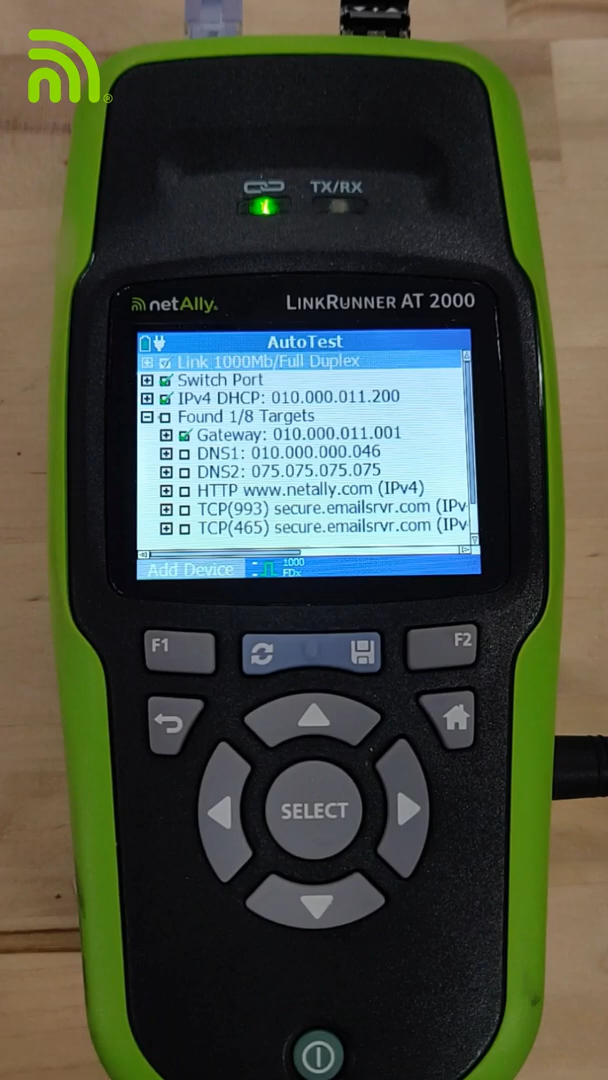 ®
TX/RX
netAlly®
LINKRUNNER AT 2000
AutoTest
Link 1000Mb/Full Duplex
Switch Port
IPv4 DHCP: 010.000.011.200
Found 1/8 Targets
Gateway: 010.000.011.001
DNS1: 010.000.000.046
DNS2: 075.075.075.075
HTTP www.netally.com (IPv4)
TCP(993) secure.emailsrvr.com (IPv
TCP(465) secure.emailsrvr.com (IPv
Add Device
1000
FDx
F1
F2
SELECT